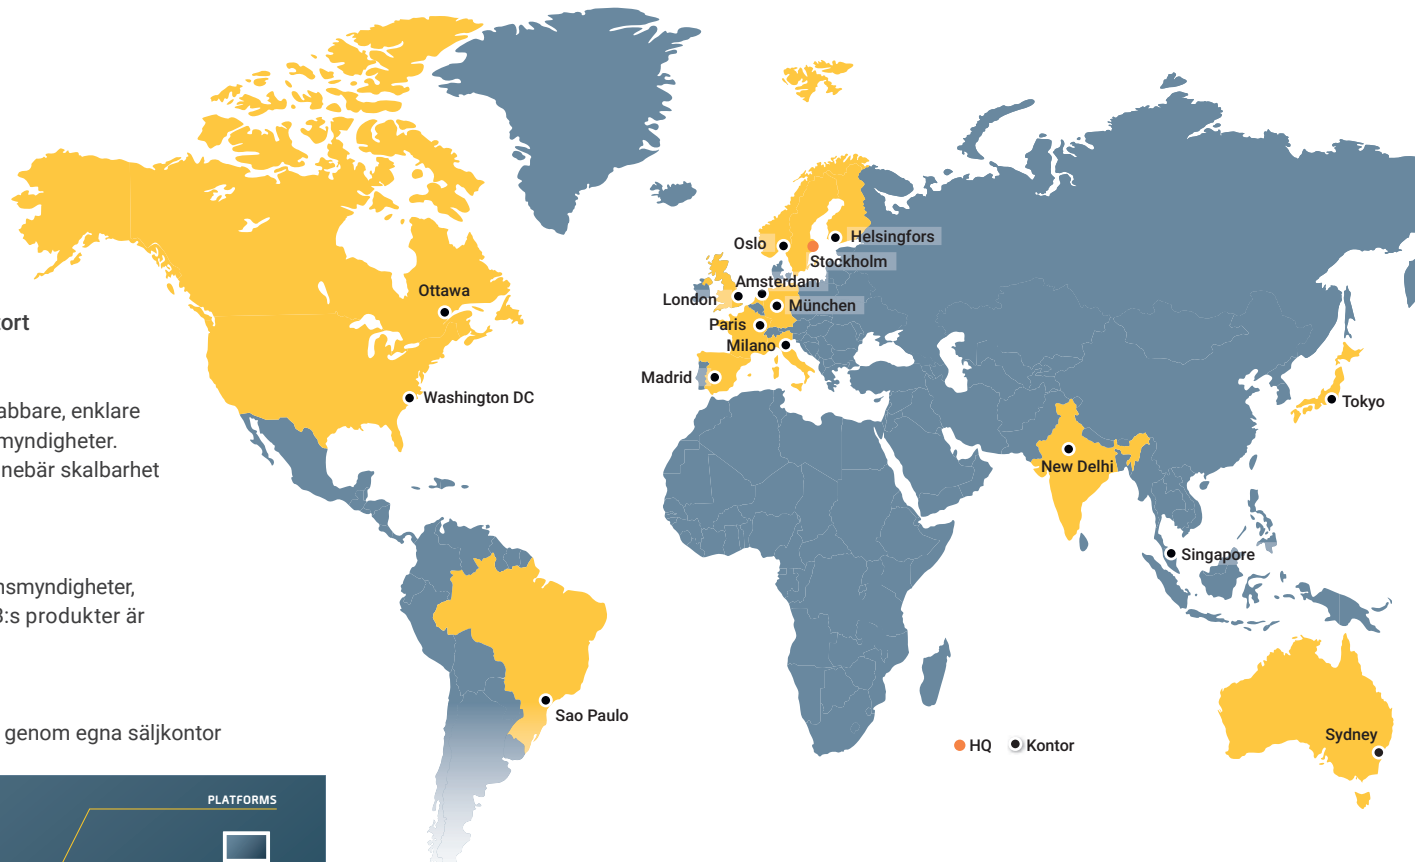 Oslo
Helsingfors
Stockholm
Amsterdam
London
München
Ottawa
Paris
Milano
Madrid
Washington DC
Tokyo
New Delhi
Singapore
Sao Paulo
Sydney
HQ
Kontor
ort
abbare, enklare
myndigheter.
nebär skalbarhet
nsmyndigheter,
:s produkter är
genom egna säljkontor
PLATFORMS